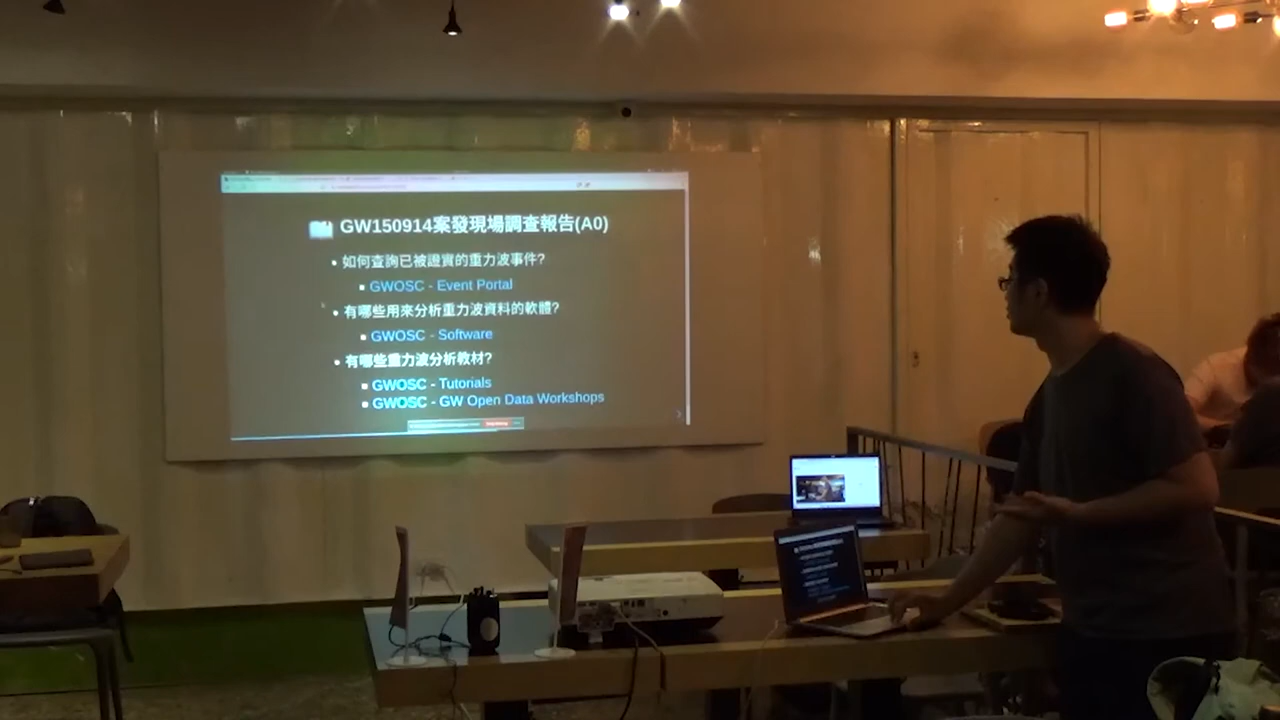 GW150914案發現場調查報告(A0)
如何查詢已被證實的重力波事件?
GWOSC - Event Portal
有哪些用來分析重力波資料的軟體?
GWOSC - Software
有哪些重力波分析教材?
GWOSC - Tutorials
GWOSC - GW Open Data Workshops